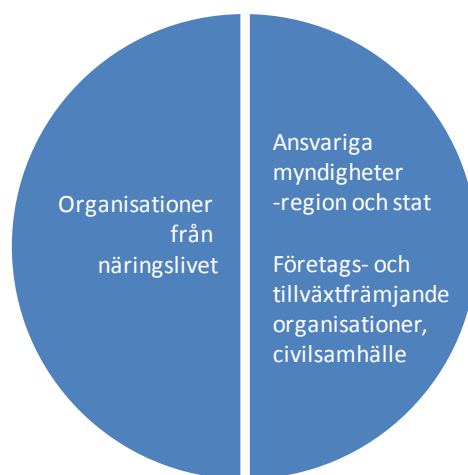 Organisationer
från
näringslivet
Ansvariga
myndigheter
-region och stat
Företags- och
tillväxtfrämjande
organisationer,
civilsamhälle